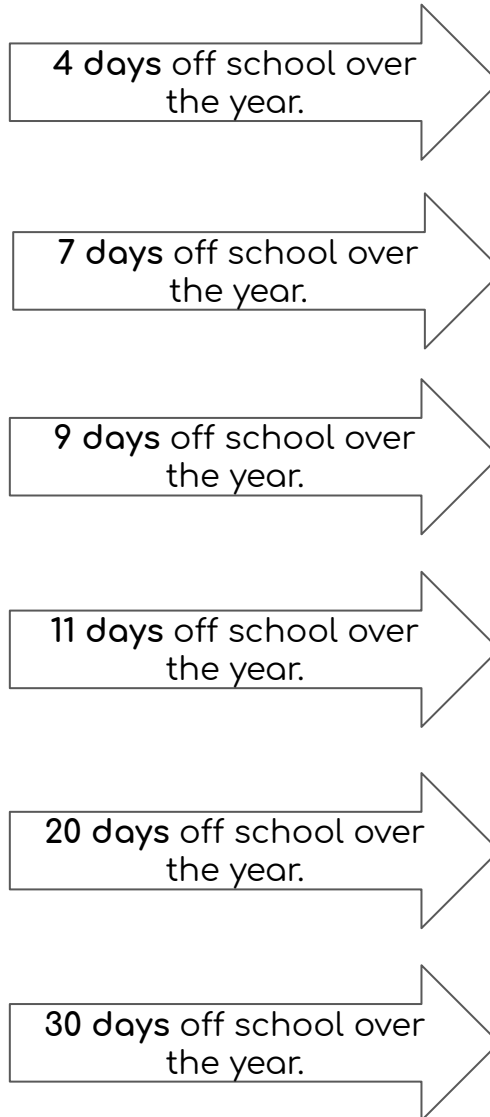 4 days off school over
the year.
7 days off school over
the year.
9 days off school over
the year.
11 days off school over
the year.
20 days off school over
the year.
30 days off school over
the year.